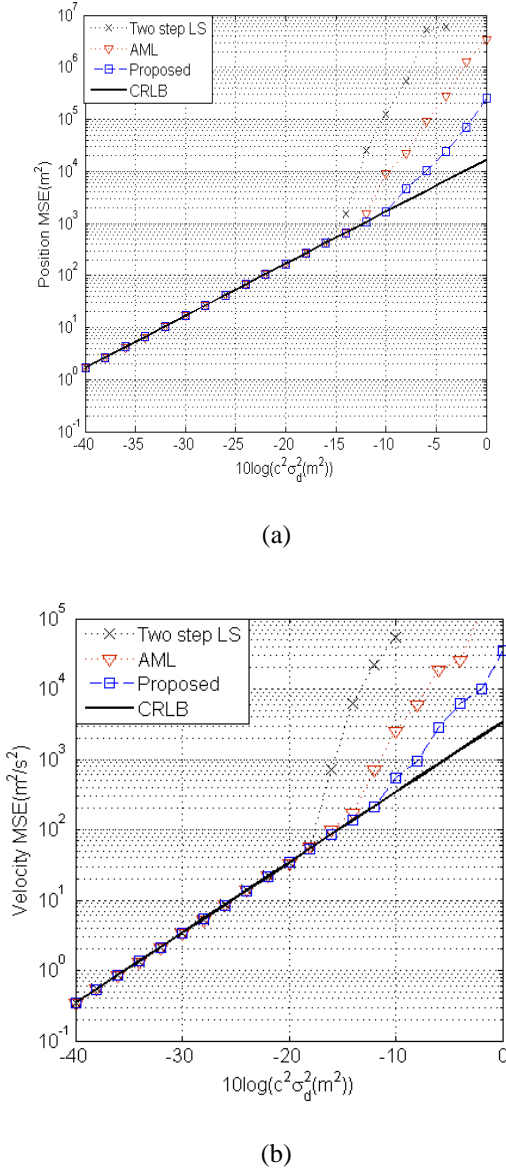 10^7
10^6
10^5
10^4
10^3
10^2
10^1
10^0
10^-1
Position MSE(m^2)
Two step LS
AML
Proposed
CRLB
-40 -35 -30 -25 -20 -15 -10 -5 0
10log(c^2σ_d^2(m^2))
(a)
10^5
10^4
10^3
10^2
10^1
10^0
10^-1
Velocity MSE(m^2/s^2)
Two step LS
AML
Proposed
CRLB
-40 -30 -20 -10 0
10log(c^2σ_d^2(m^2))
(b)